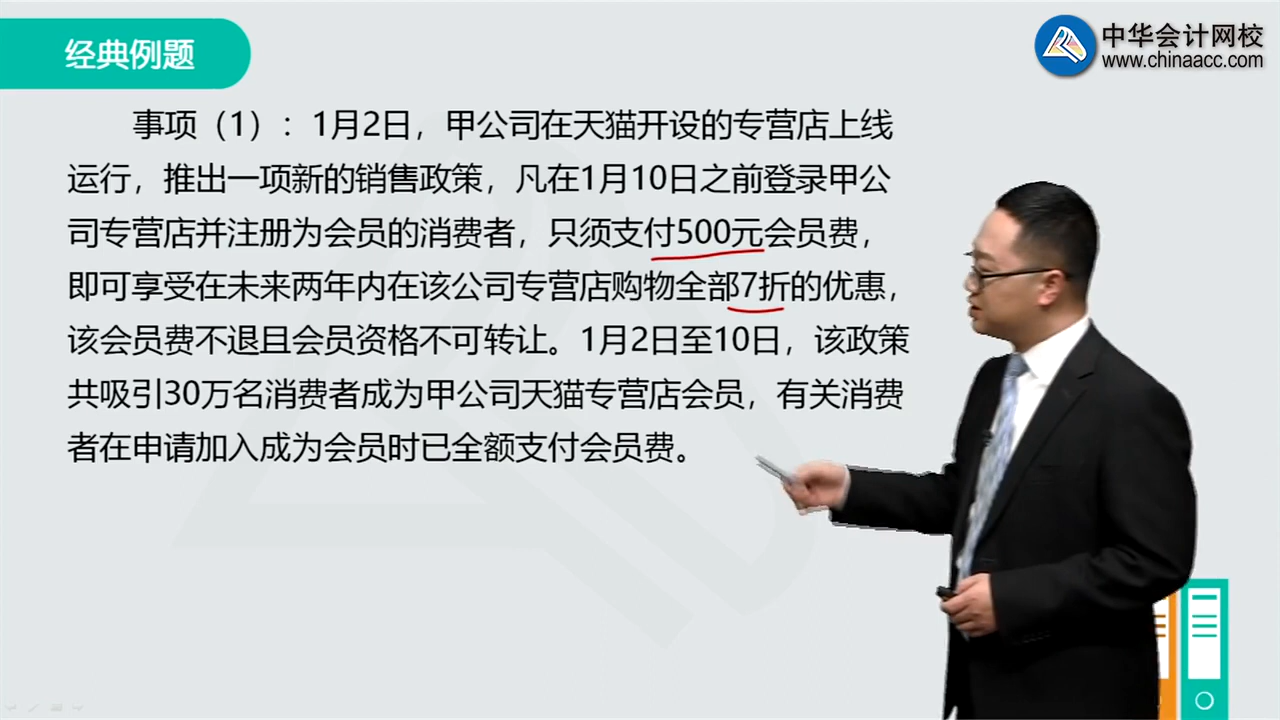 经典例题
中华会计网校
www.chinaacc.com
事项（1）：1月2日，甲公司在天猫开设的专营店上线
运行，推出一项新的销售政策，凡在1月10日之前登录甲公
司专营店并注册为会员的消费者，只须支付500元会员费，
即可享受在未来两年内在该公司专营店购物全部7折的优惠，
该会员费不退且会员资格不可转让。1月2日至10日，该政策
共吸引30万名消费者成为甲公司天猫专营店会员，有关消费
者在申请加入成为会员时已全额支付会员费。